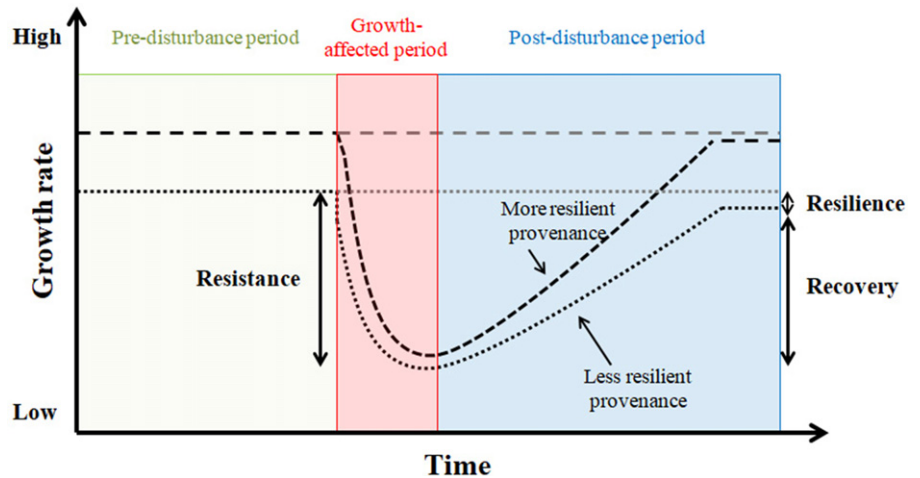 High
Pre-disturbance period
Growth-
affected period
Post-disturbance period
Growth rate
More resilient
provenance
Resilience
Resistance
Recovery
Less resilient
provenance
Low
Time